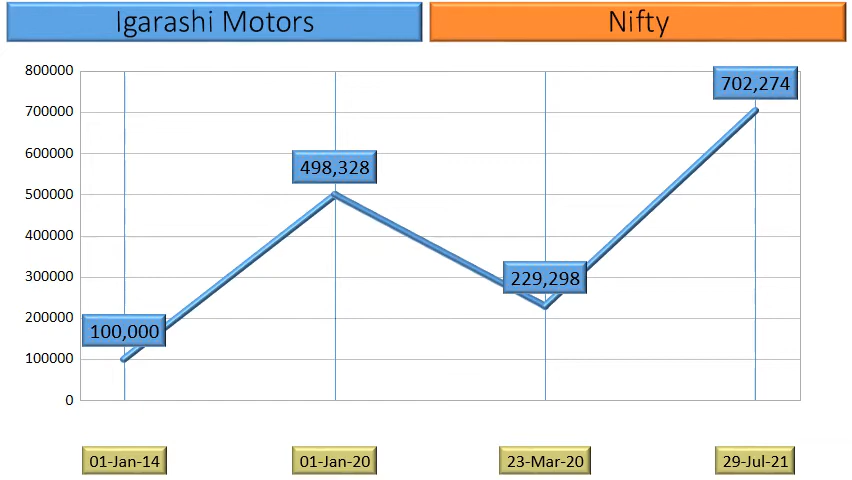 Igarashi Motors
Nifty
800000
700000
600000
500000
400000
300000
200000
100000
0
100,000
498,328
229,298
702,274
01-Jan-14
01-Jan-20
23-Mar-20
29-Jul-21